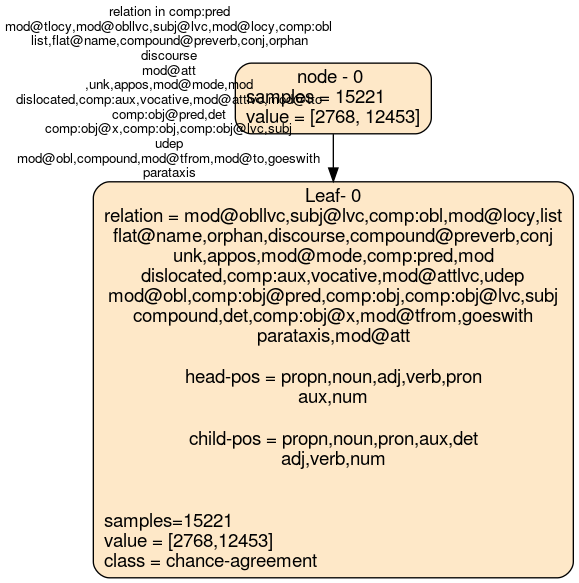 relation in comp:pred
mod@tlocy,mod@obllvc,subj@lvc,mod@locy,comp:obl
list,flat@name,compound@preverb,conj,orphan
discourse
mod@att
,unk,appos,mod@mode,mod
dislocated,comp:aux,vocative,mod@attlvc,mod@tto
comp:obj@pred,det
comp:obj@x,comp:obj,comp:obj@lvc,subj
udep
mod@obl,compound,mod@tfrom,mod@to,goeswith
parataxis
node - 0
samples = 15221
value = [2768, 12453]
Leaf- 0
relation = mod@obllvc,subj@lvc,comp:obl,mod@locy,list
flat@name,orphan,discourse,compound@preverb,conj
unk,appos,mod@mode,comp:pred,mod
dislocated,comp:aux,vocative,mod@attlvc,udep
mod@obl,comp:obj@pred,comp:obj,comp:obj@lvc,subj
compound,det,comp:obj@x,mod@tfrom,goeswith
parataxis,mod@att
head-pos = propn,noun,adj,verb,pron
aux,num
child-pos = propn,noun,pron,aux,det
adj,verb,num
samples=15221
value = [2768,12453]
class = chance-agreement